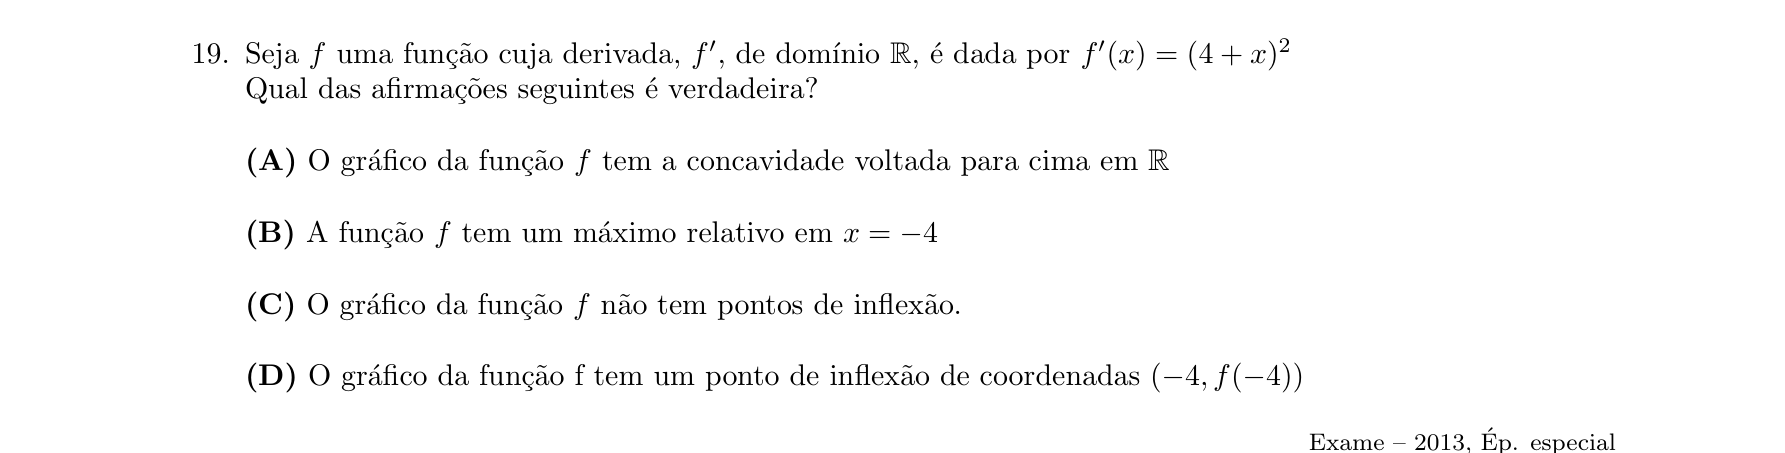 19. Seja f uma função cuja derivada, f′, de domínio ℝ, é dada por f′(x) = (4 + x)²
Qual das afirmações seguintes é verdadeira?
(A) O gráfico da função f tem a concavidade voltada para cima em ℝ
(B) A função f tem um máximo relativo em x = −4
(C) O gráfico da função f não tem pontos de inflexão.
(D) O gráfico da função f tem um ponto de inflexão de coordenadas (−4, f(−4))
Exame – 2013, Ép. especial